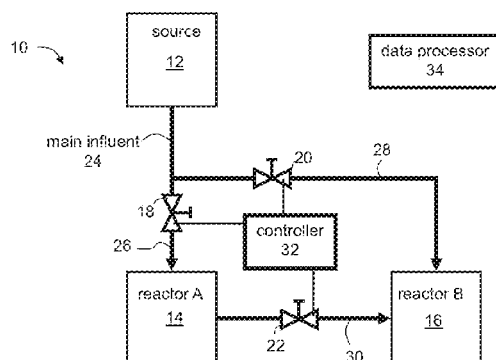 10
source
12
data processor
34
main influent
24
20
28
18
controller
32
26
reactor A
14
reactor B
16
22
30